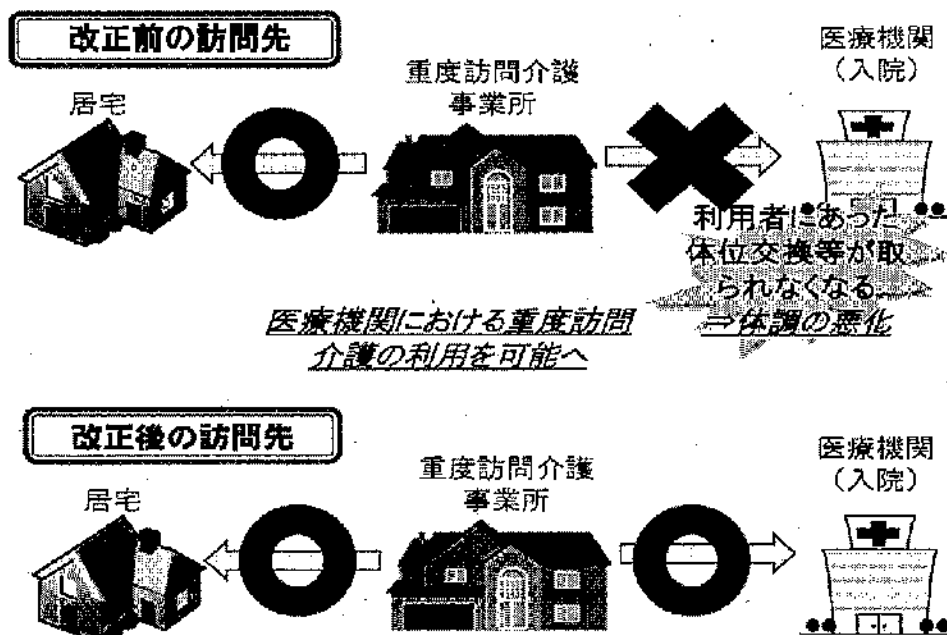 改正前の訪問先
居宅
重度訪問介護
事業所
医療機関
（入院）
利用者にあった
体位交換等が取
られなくなる
⇒体調の悪化
医療機関における重度訪問
介護の利用を可能へ
改正後の訪問先
居宅
重度訪問介護
事業所
医療機関
（入院）